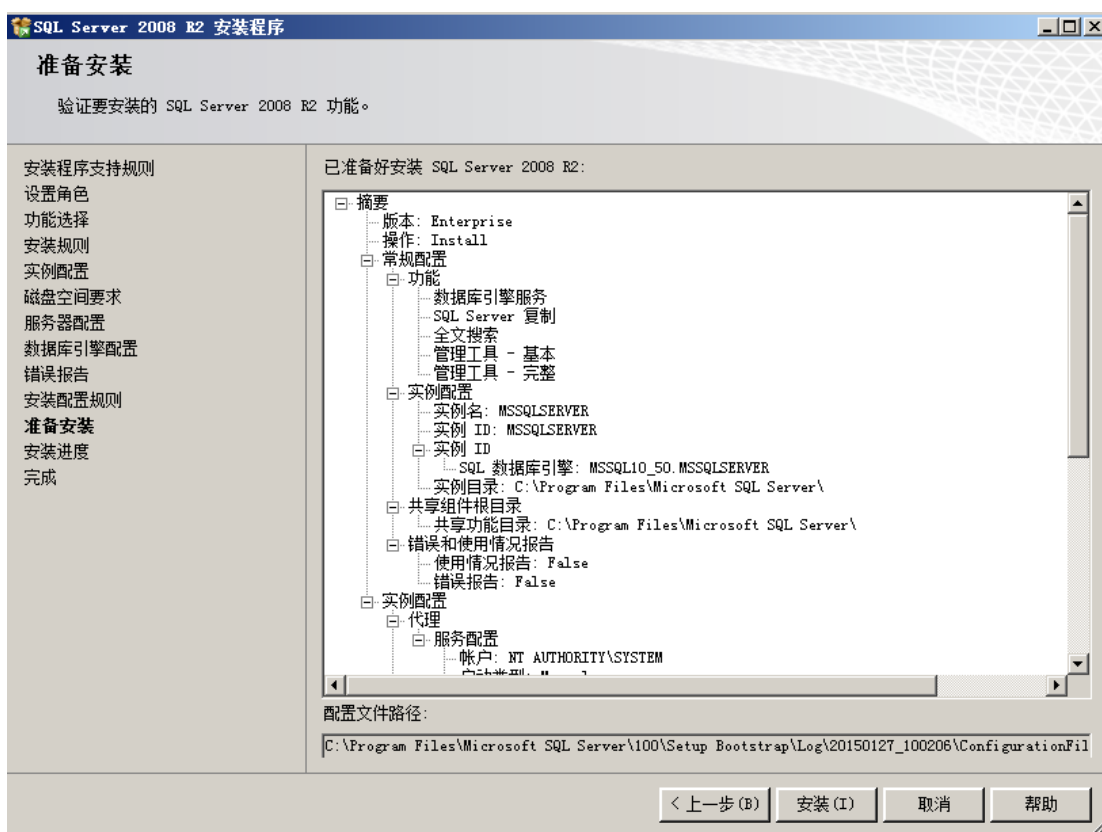 SQL Server 2008 R2 安装程序
准备安装
验证要安装的 SQL Server 2008 R2 功能。
安装程序支持规则
设置角色
功能选择
安装规则
实例配置
磁盘空间要求
服务器配置
数据库引擎配置
错误报告
安装配置规则
准备安装
安装进度
完成
已准备好安装 SQL Server 2008 R2:
摘要
版本: Enterprise
操作: Install
常规配置
功能
数据库引擎服务
SQL Server 复制
全文搜索
管理工具 - 基本
管理工具 - 完整
实例配置
实例名: MSSQLSERVER
实例 ID: MSSQLSERVER
实例 ID
SQL 数据库引擎: MSSQL10_50.MSSQLSERVER
实例目录: C:\Program Files\Microsoft SQL Server\
共享组件根目录
共享功能目录: C:\Program Files\Microsoft SQL Server\
错误和使用情况报告
使用情况报告: False
错误报告: False
实例配置
代理
服务配置
帐户: NT AUTHORITY\SYSTEM
配置文件路径:
C:\Program Files\Microsoft SQL Server\100\Setup Bootstrap\Log\20150127_100206\ConfigurationFil
< 上一步(B)
安装(I)
取消
帮助